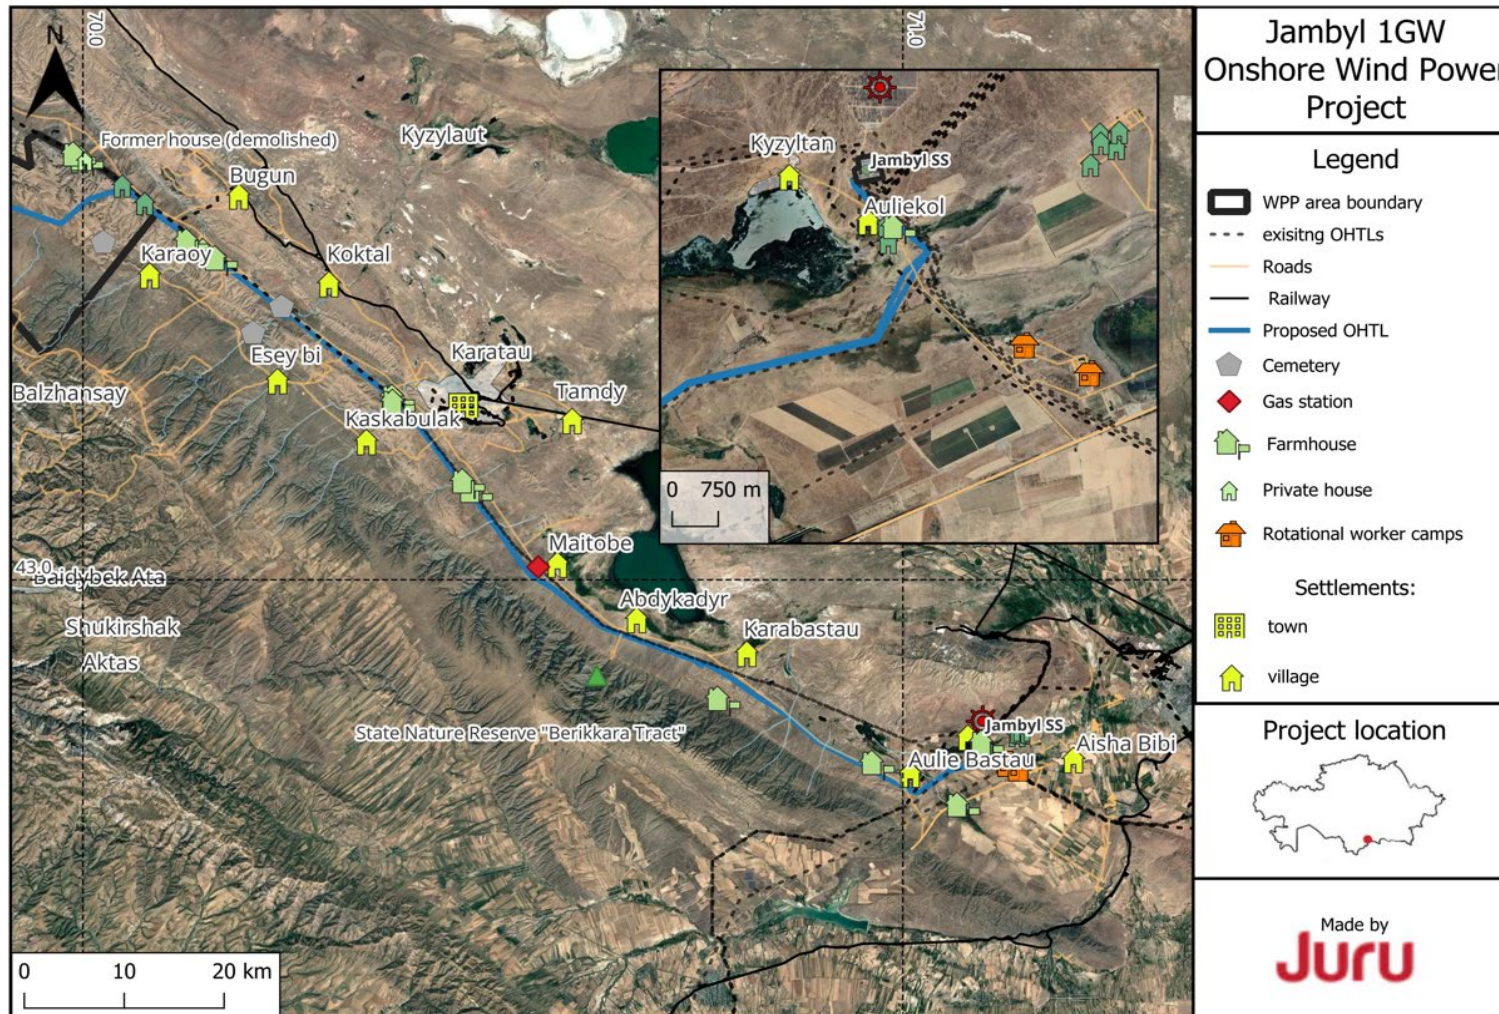 70.0
71.0
N
Former house (demolished)
Kyzylaut
Bugun
Karaoy
Koktal
Esey bi
Karatau
Balzhansay
Tamdy
Kaskabulak
Maitobe
43.0
Baidybek Ata
Abdykadyr
Shukirshak
Karabastau
Aktas
State Nature Reserve "Berikkara Tract"
Jambyl SS
Aisha Bibi
Aulie Bastau
0 10 20 km
Kyzyltan
Jambyl SS
Auliekol
0 750 m
Jambyl 1GW
Onshore Wind Power
Project
Legend
WPP area boundary
exisitng OHTLs
Roads
Railway
Proposed OHTL
Cemetery
Gas station
Farmhouse
Private house
Rotational worker camps
Settlements:
town
village
Project location
Made by
Juru